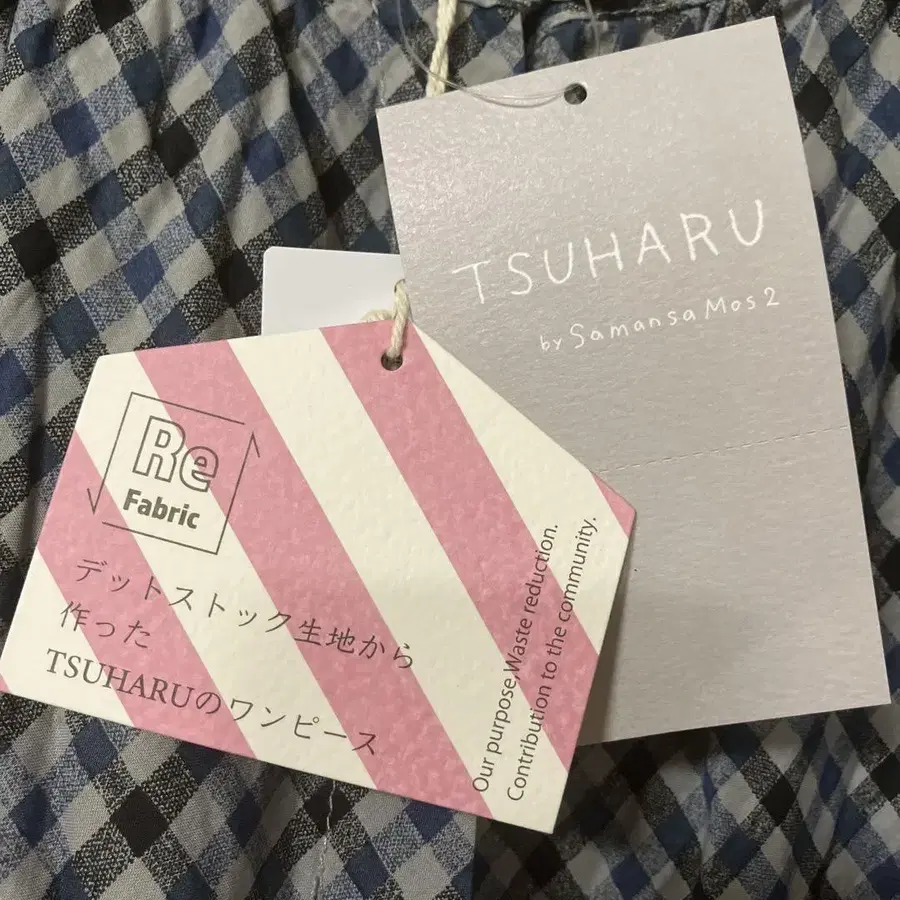 TSUHARU
by Samansa Mos2
Re
Fabric
デットストック生地から
作った
TSUHARUのワンピース
Our purpose,Waste reduction.
Contribution to the community.